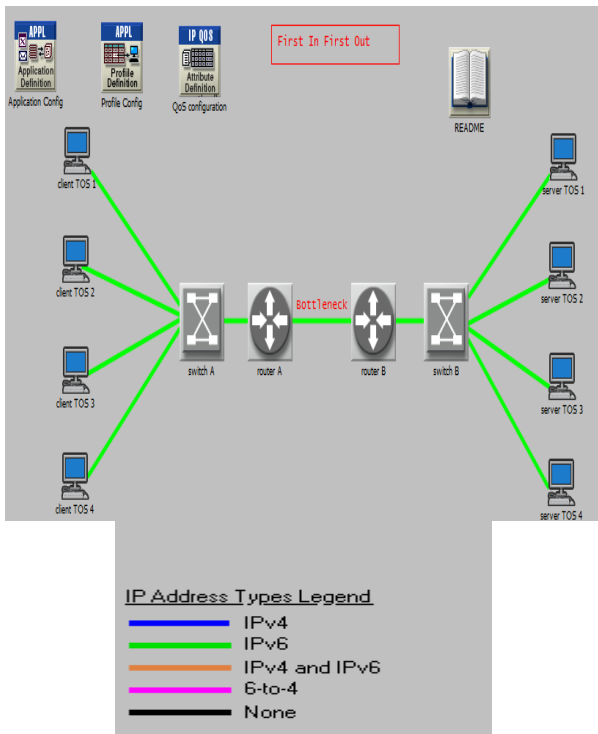 APPL
Application
Definition
Application Config
APPL
Profile
Definition
Profile Config
IP QOS
Attribute
Definition
QoS configuration
First In First Out
README
client TOS 1
client TOS 2
client TOS 3
client TOS 4
switch A
router A
Bottleneck
router B
switch B
server TOS 1
server TOS 2
server TOS 3
server TOS 4
IP Address Types Legend
IPv4
IPv6
IPv4 and IPv6
6-to-4
None